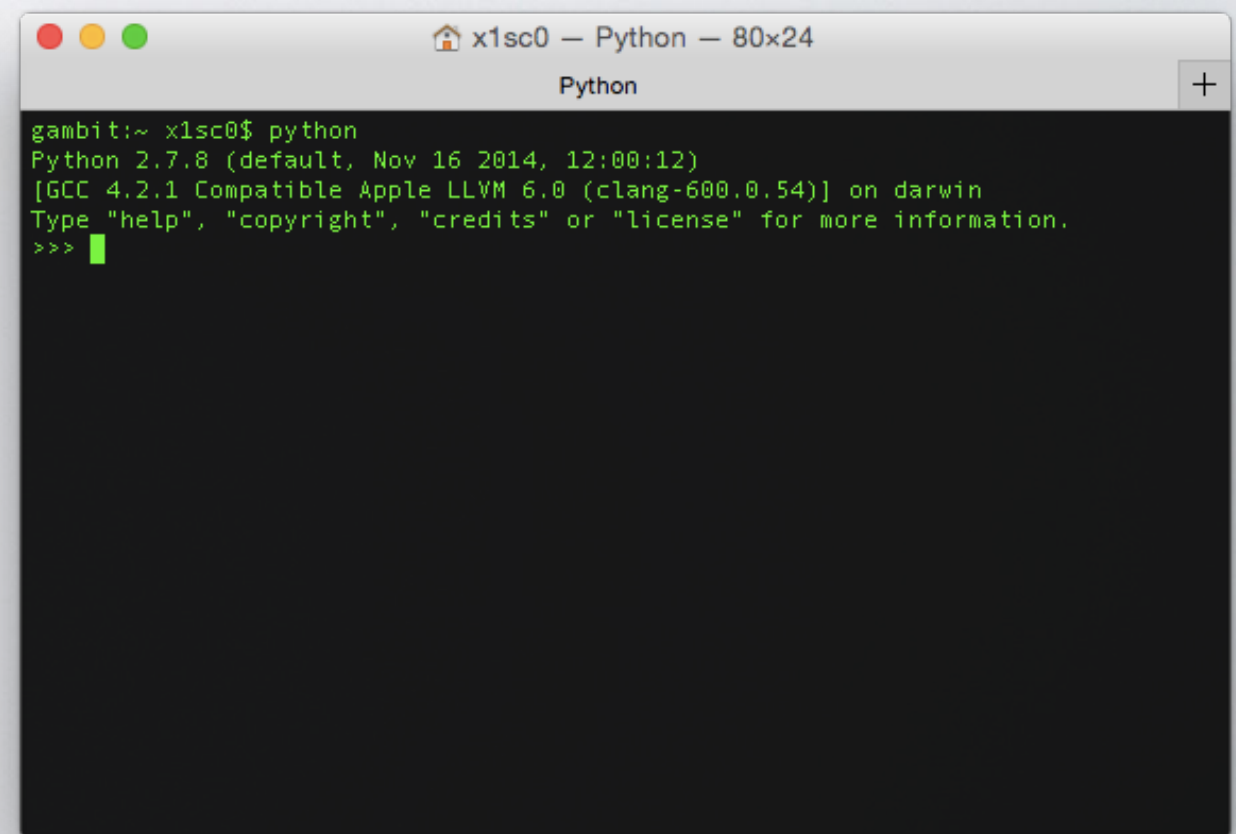 x1sc0 — Python — 80×24
Python
+
gambit:~ x1sc0$ python
Python 2.7.8 (default, Nov 16 2014, 12:00:12)
[GCC 4.2.1 Compatible Apple LLVM 6.0 (clang-600.0.54)] on darwin
Type "help", "copyright", "credits" or "license" for more information.
>>>